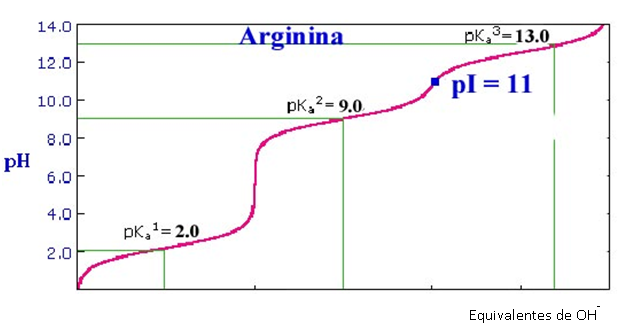 Arginina
14.0
pKa³= 13.0
12.0
pI = 11
10.0
pKa²= 9.0
8.0
pH
6.0
4.0
pKa¹= 2.0
2.0
Equivalentes de OH⁻